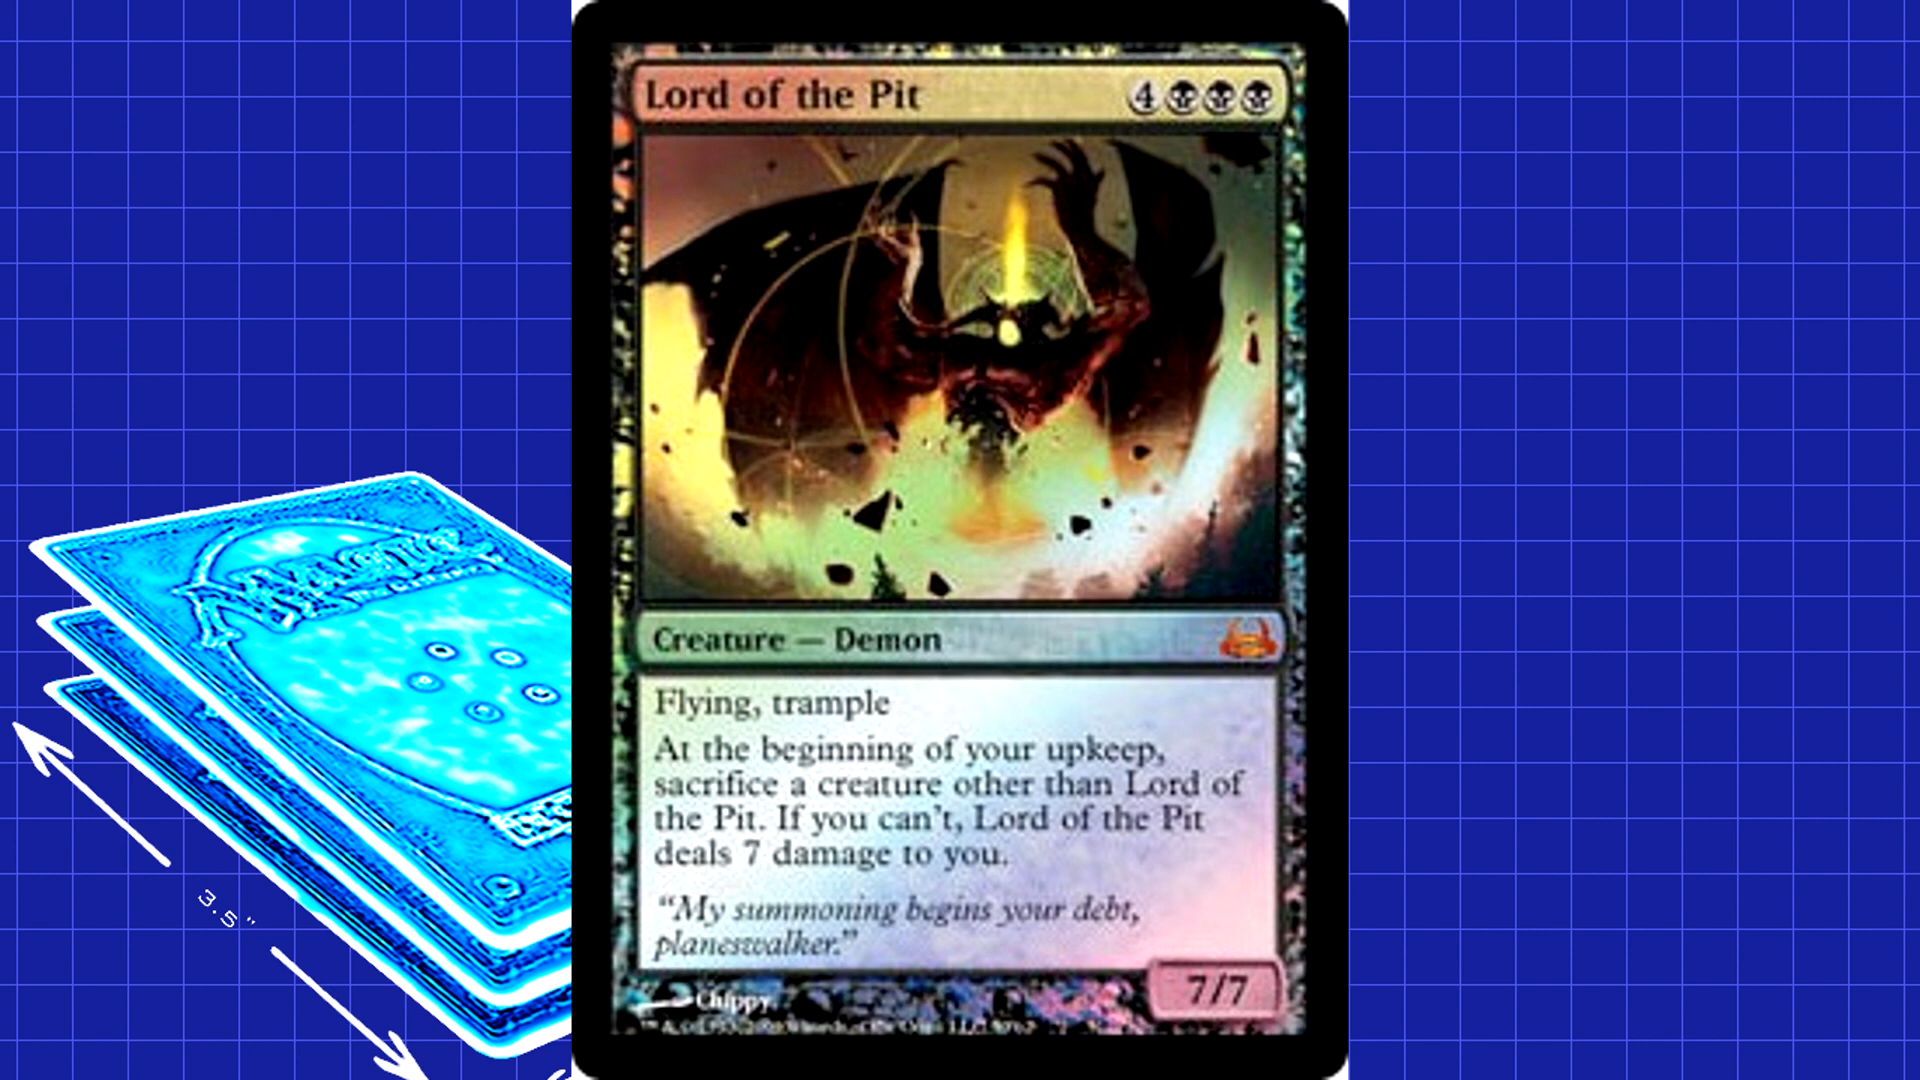 Lord of the Pit 4
Creature — Demon
Flying, trample
At the beginning of your upkeep,
sacrifice a creature other than Lord of
the Pit. If you can't, Lord of the Pit
deals 7 damage to you.
"My summoning begins your debt,
planeswalker."
7/7
Chippy
3.5"